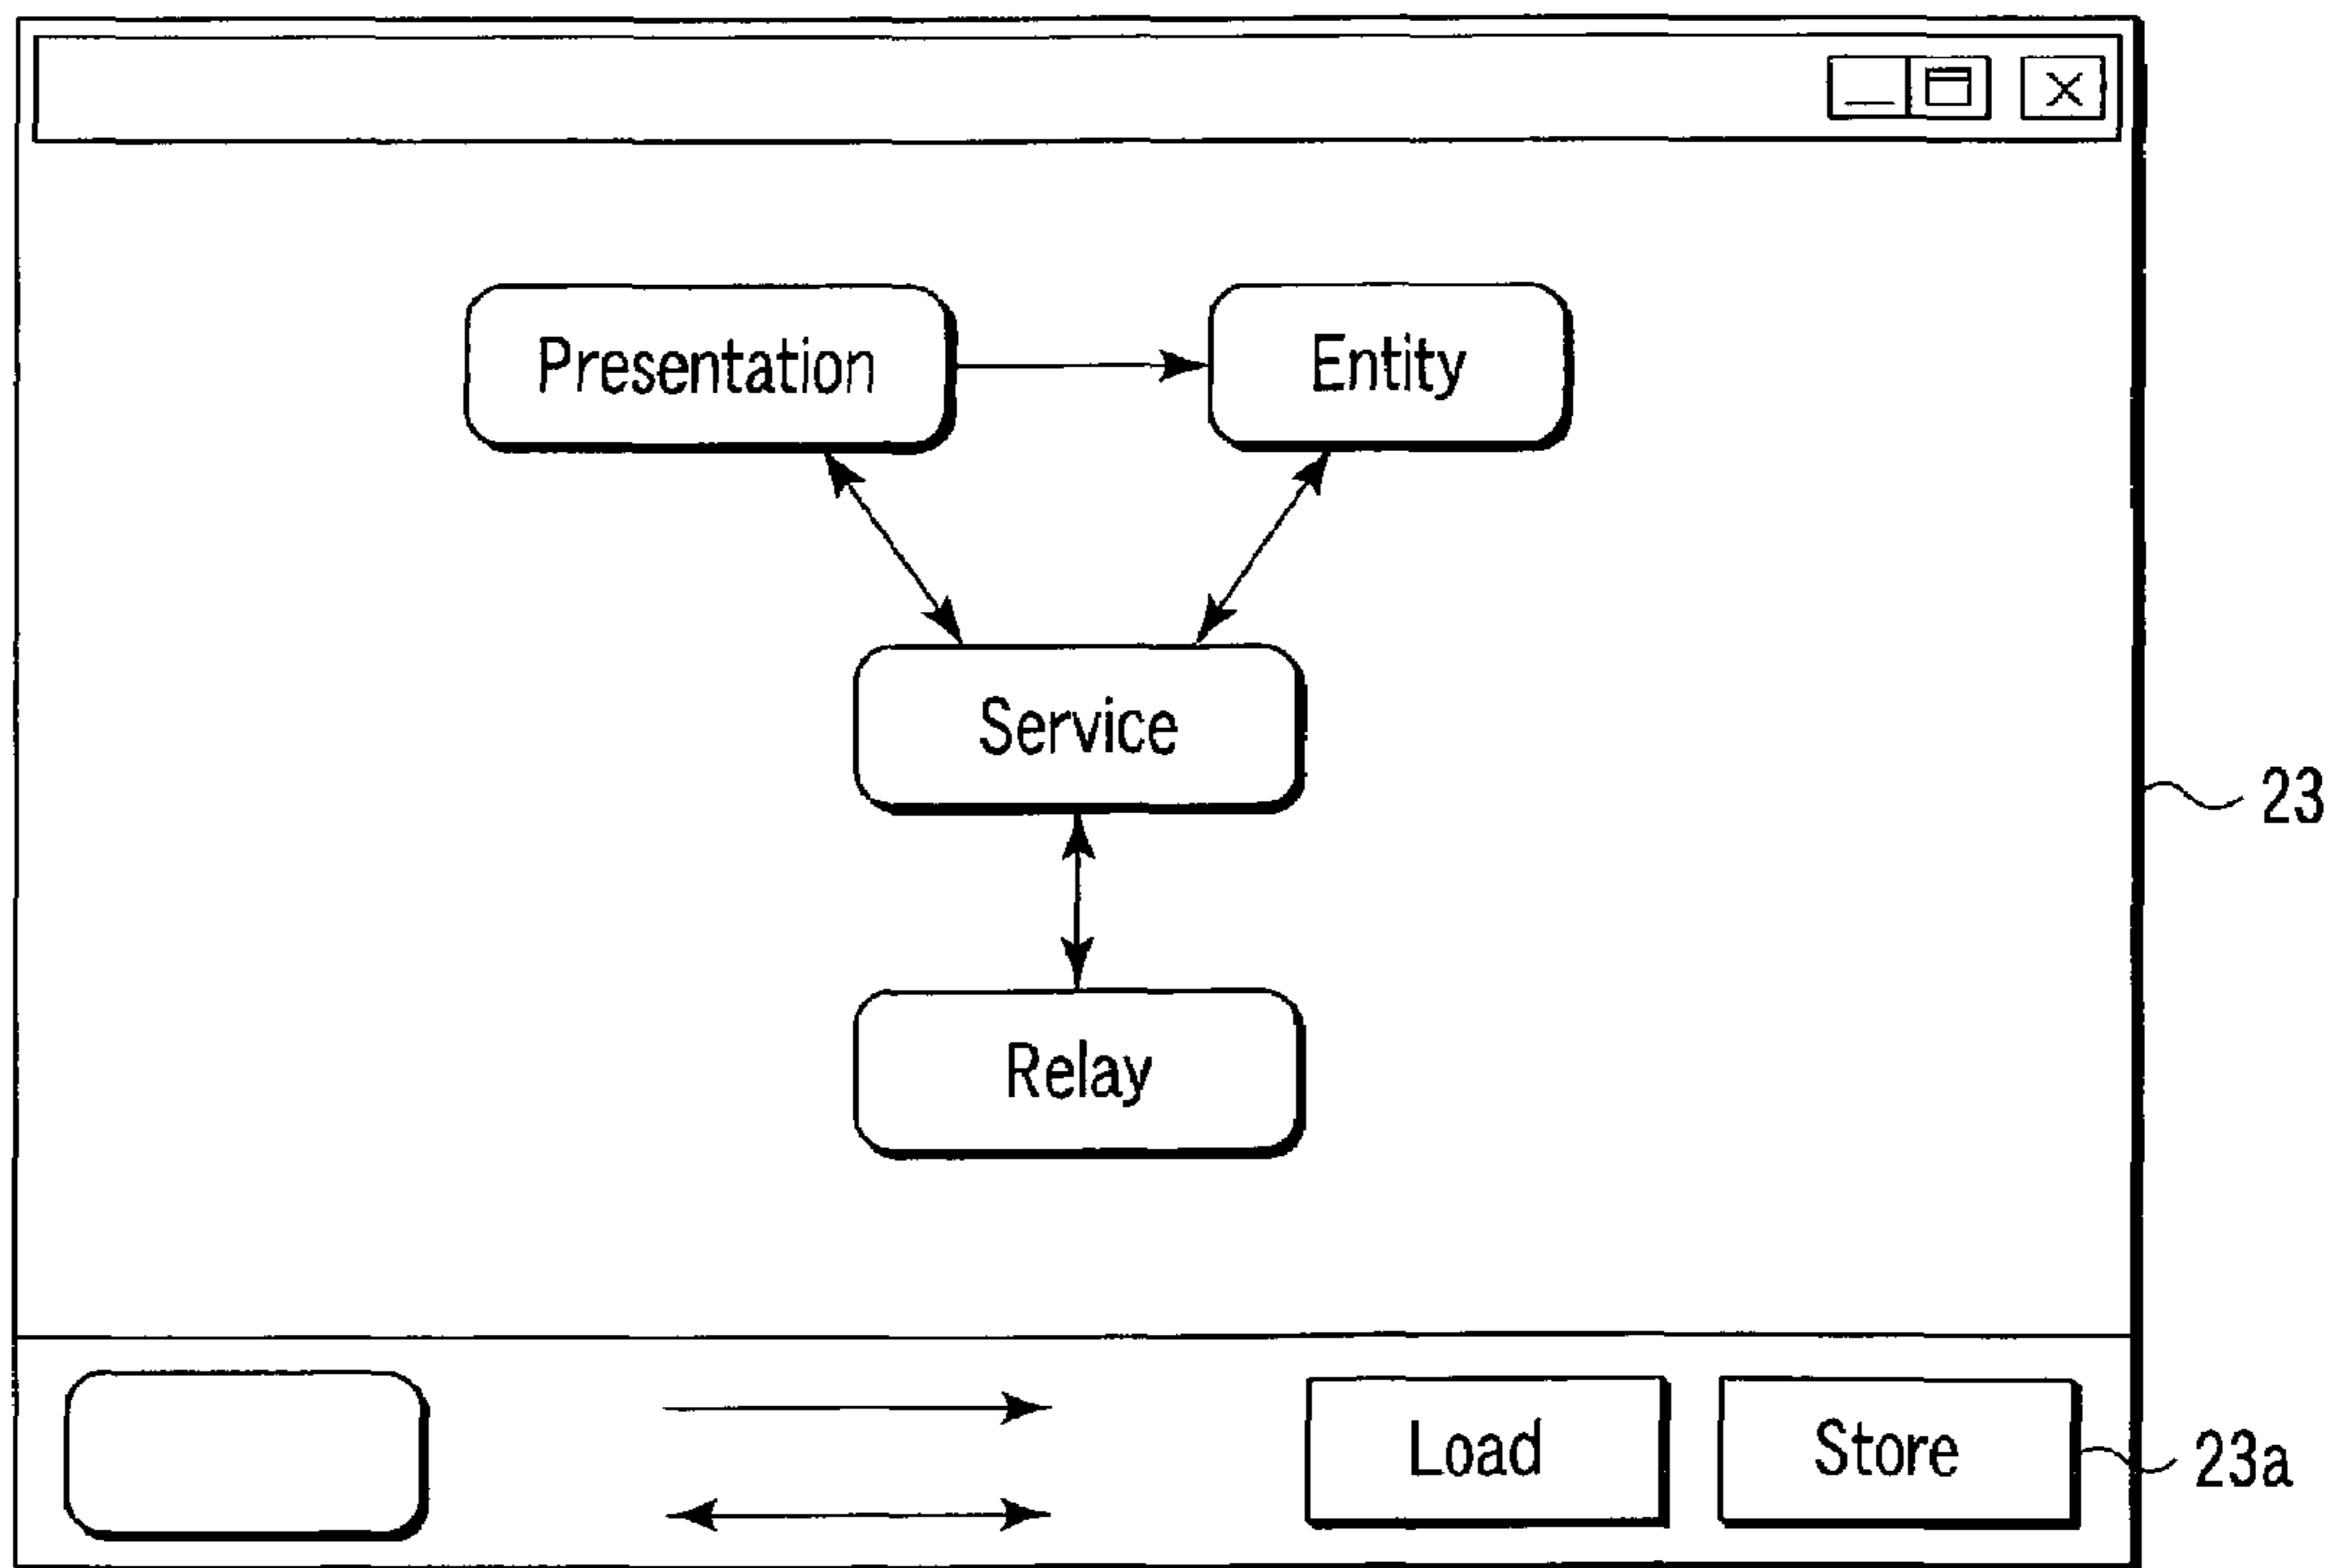 Presentation
Entity
Service
23
Relay
Load
Store
23a